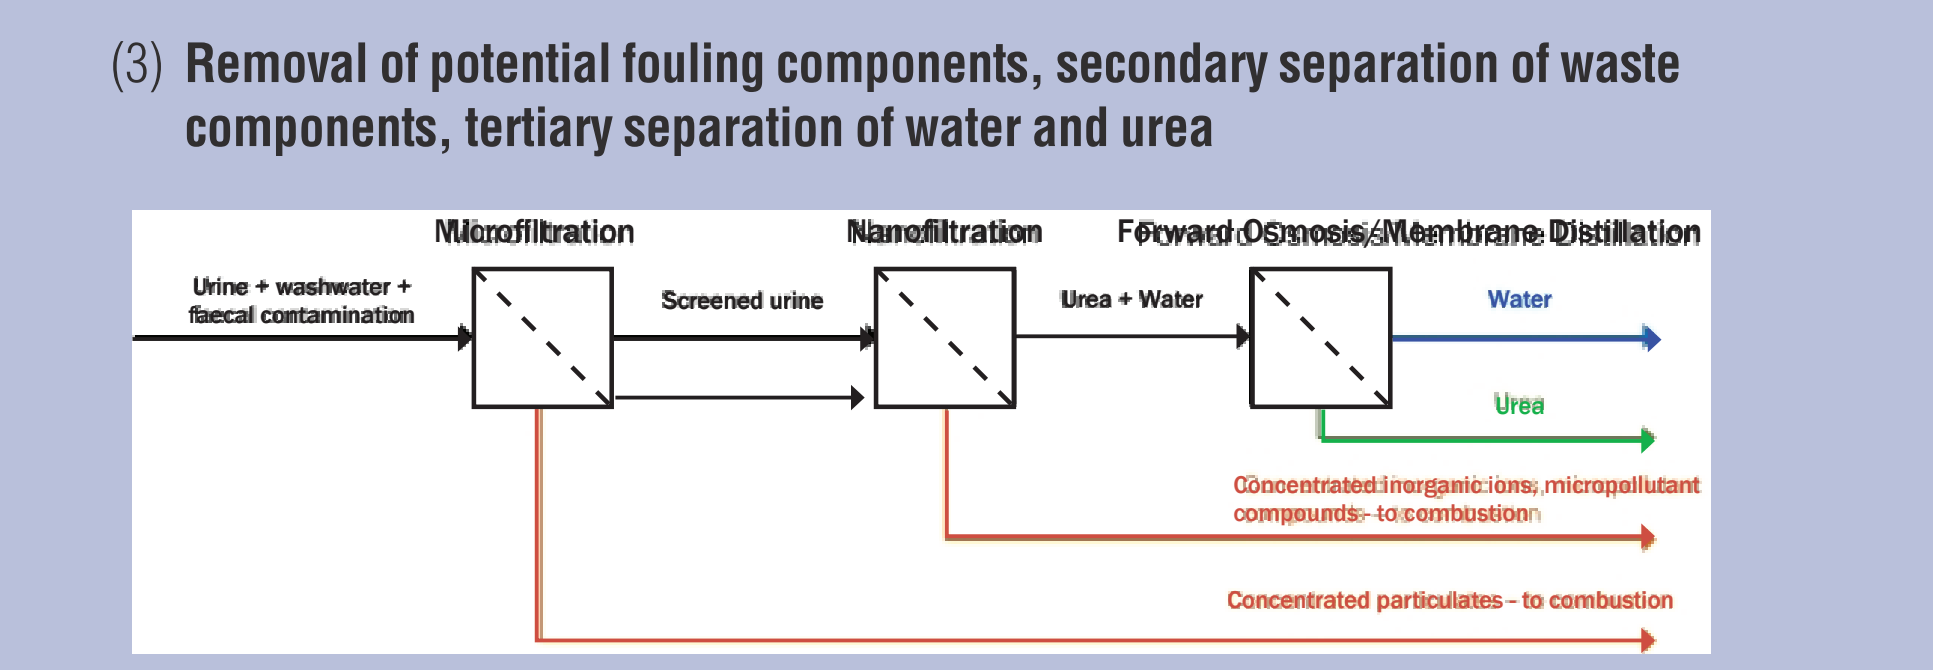 (3) Removal of potential fouling components, secondary separation of waste
components, tertiary separation of water and urea
Microfiltration
Nanofiltration
Forward Osmosis/Membrane Distillation
Urine + washwater +
faecal contamination
Screened urine
Urea + Water
Water
Urea
Concentrated inorganic ions, micropollutant
compounds - to combustion
Concentrated particulates - to combustion